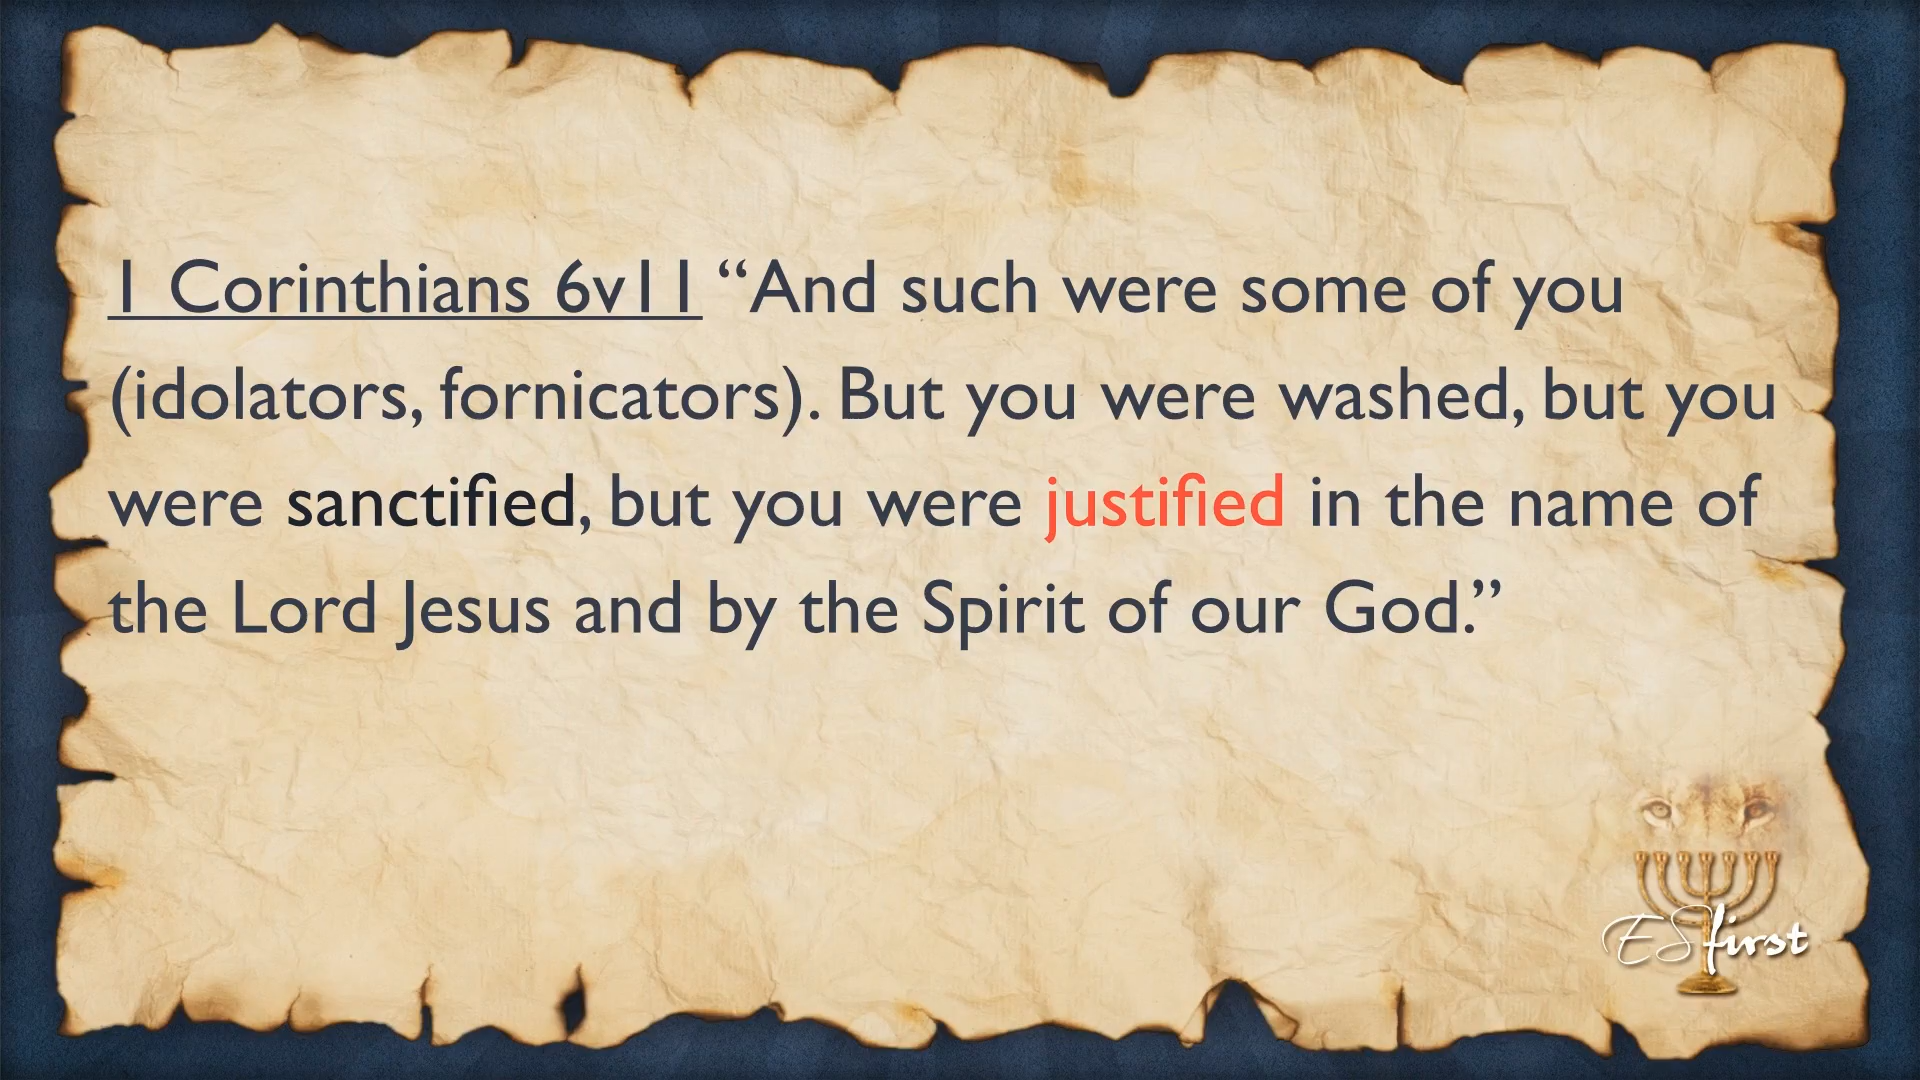 1 Corinthians 6v11 “And such were some of you
(idolators, fornicators). But you were washed, but you
were sanctified, but you were justified in the name of
the Lord Jesus and by the Spirit of our God.”
ESfirst